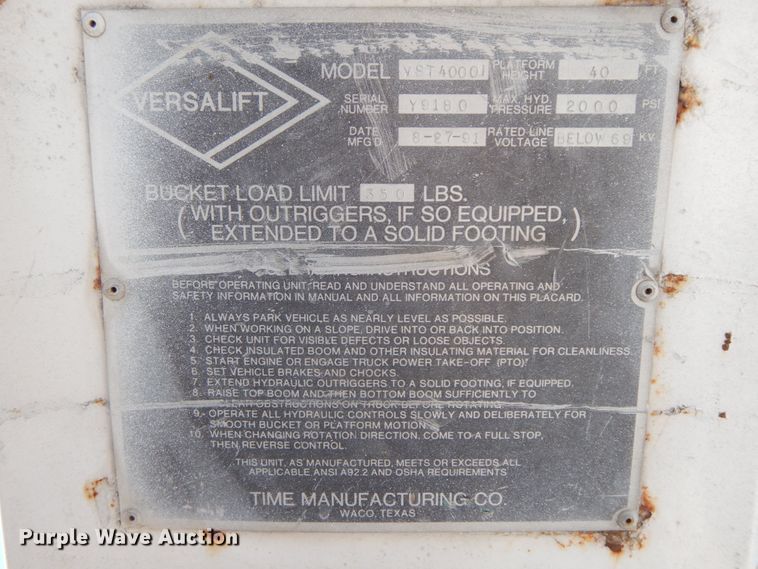 VERSALIFT
MODEL VST4000I PLATFORM HEIGHT 40 FT
SERIAL NUMBER Y9180 MAX. HYD. PRESSURE 2000 PSI
DATE MFG'D 8-27-91 RATED LINE VOLTAGE BELOW 69 KV
BUCKET LOAD LIMIT 350 LBS.
(WITH OUTRIGGERS, IF SO EQUIPPED,
EXTENDED TO A SOLID FOOTING)
INSTRUCTIONS
BEFORE OPERATING UNIT, READ AND UNDERSTAND ALL OPERATING AND
SAFETY INFORMATION IN MANUAL AND ALL INFORMATION ON THIS PLACARD.
1. ALWAYS PARK VEHICLE AS NEARLY LEVEL AS POSSIBLE.
2. WHEN WORKING ON A SLOPE, DRIVE INTO OR BACK INTO POSITION.
3. CHECK UNIT FOR VISIBLE DEFECTS OR LOOSE OBJECTS.
4. CHECK INSULATED BOOM AND OTHER INSULATING MATERIAL FOR CLEANLINESS.
5. START ENGINE OR ENGAGE TRUCK POWER TAKE-OFF (PTO).
6. SET VEHICLE BRAKES AND CHOCKS.
7. EXTEND HYDRAULIC OUTRIGGERS TO A SOLID FOOTING, IF EQUIPPED.
8. RAISE TOP BOOM AND THEN BOTTOM BOOM SUFFICIENTLY TO
CLEAR OBSTRUCTIONS ON TRUCK BEFORE ROTATING.
9. OPERATE ALL HYDRAULIC CONTROLS SLOWLY AND DELIBERATELY FOR
SMOOTH BUCKET OR PLATFORM MOTION.
10. WHEN CHANGING ROTATION DIRECTION, COME TO A FULL STOP,
THEN REVERSE CONTROL.
THIS UNIT, AS MANUFACTURED, MEETS OR EXCEEDS ALL
APPLICABLE ANSI A92.2 AND OSHA REQUIREMENTS
TIME MANUFACTURING CO.
WACO, TEXAS
Purple Wave Auction